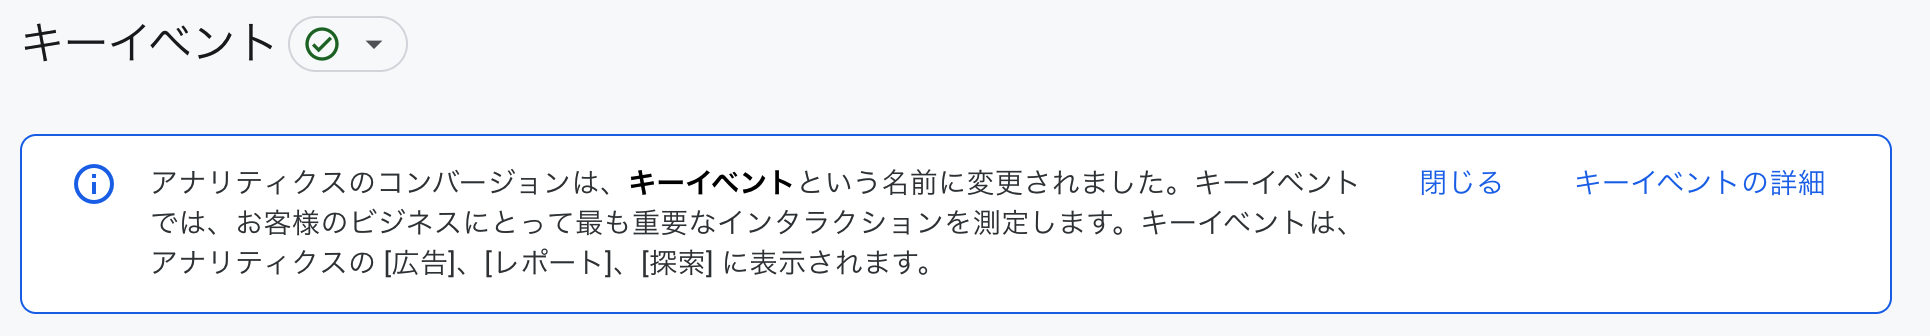 キーイベント
アナリティクスのコンバージョンは、キーイベントという名前に変更されました。キーイベント
では、お客様のビジネスにとって最も重要なインタラクションを測定します。キーイベントは、
アナリティクスの [広告]、[レポート]、[探索] に表示されます。
閉じる
キーイベントの詳細